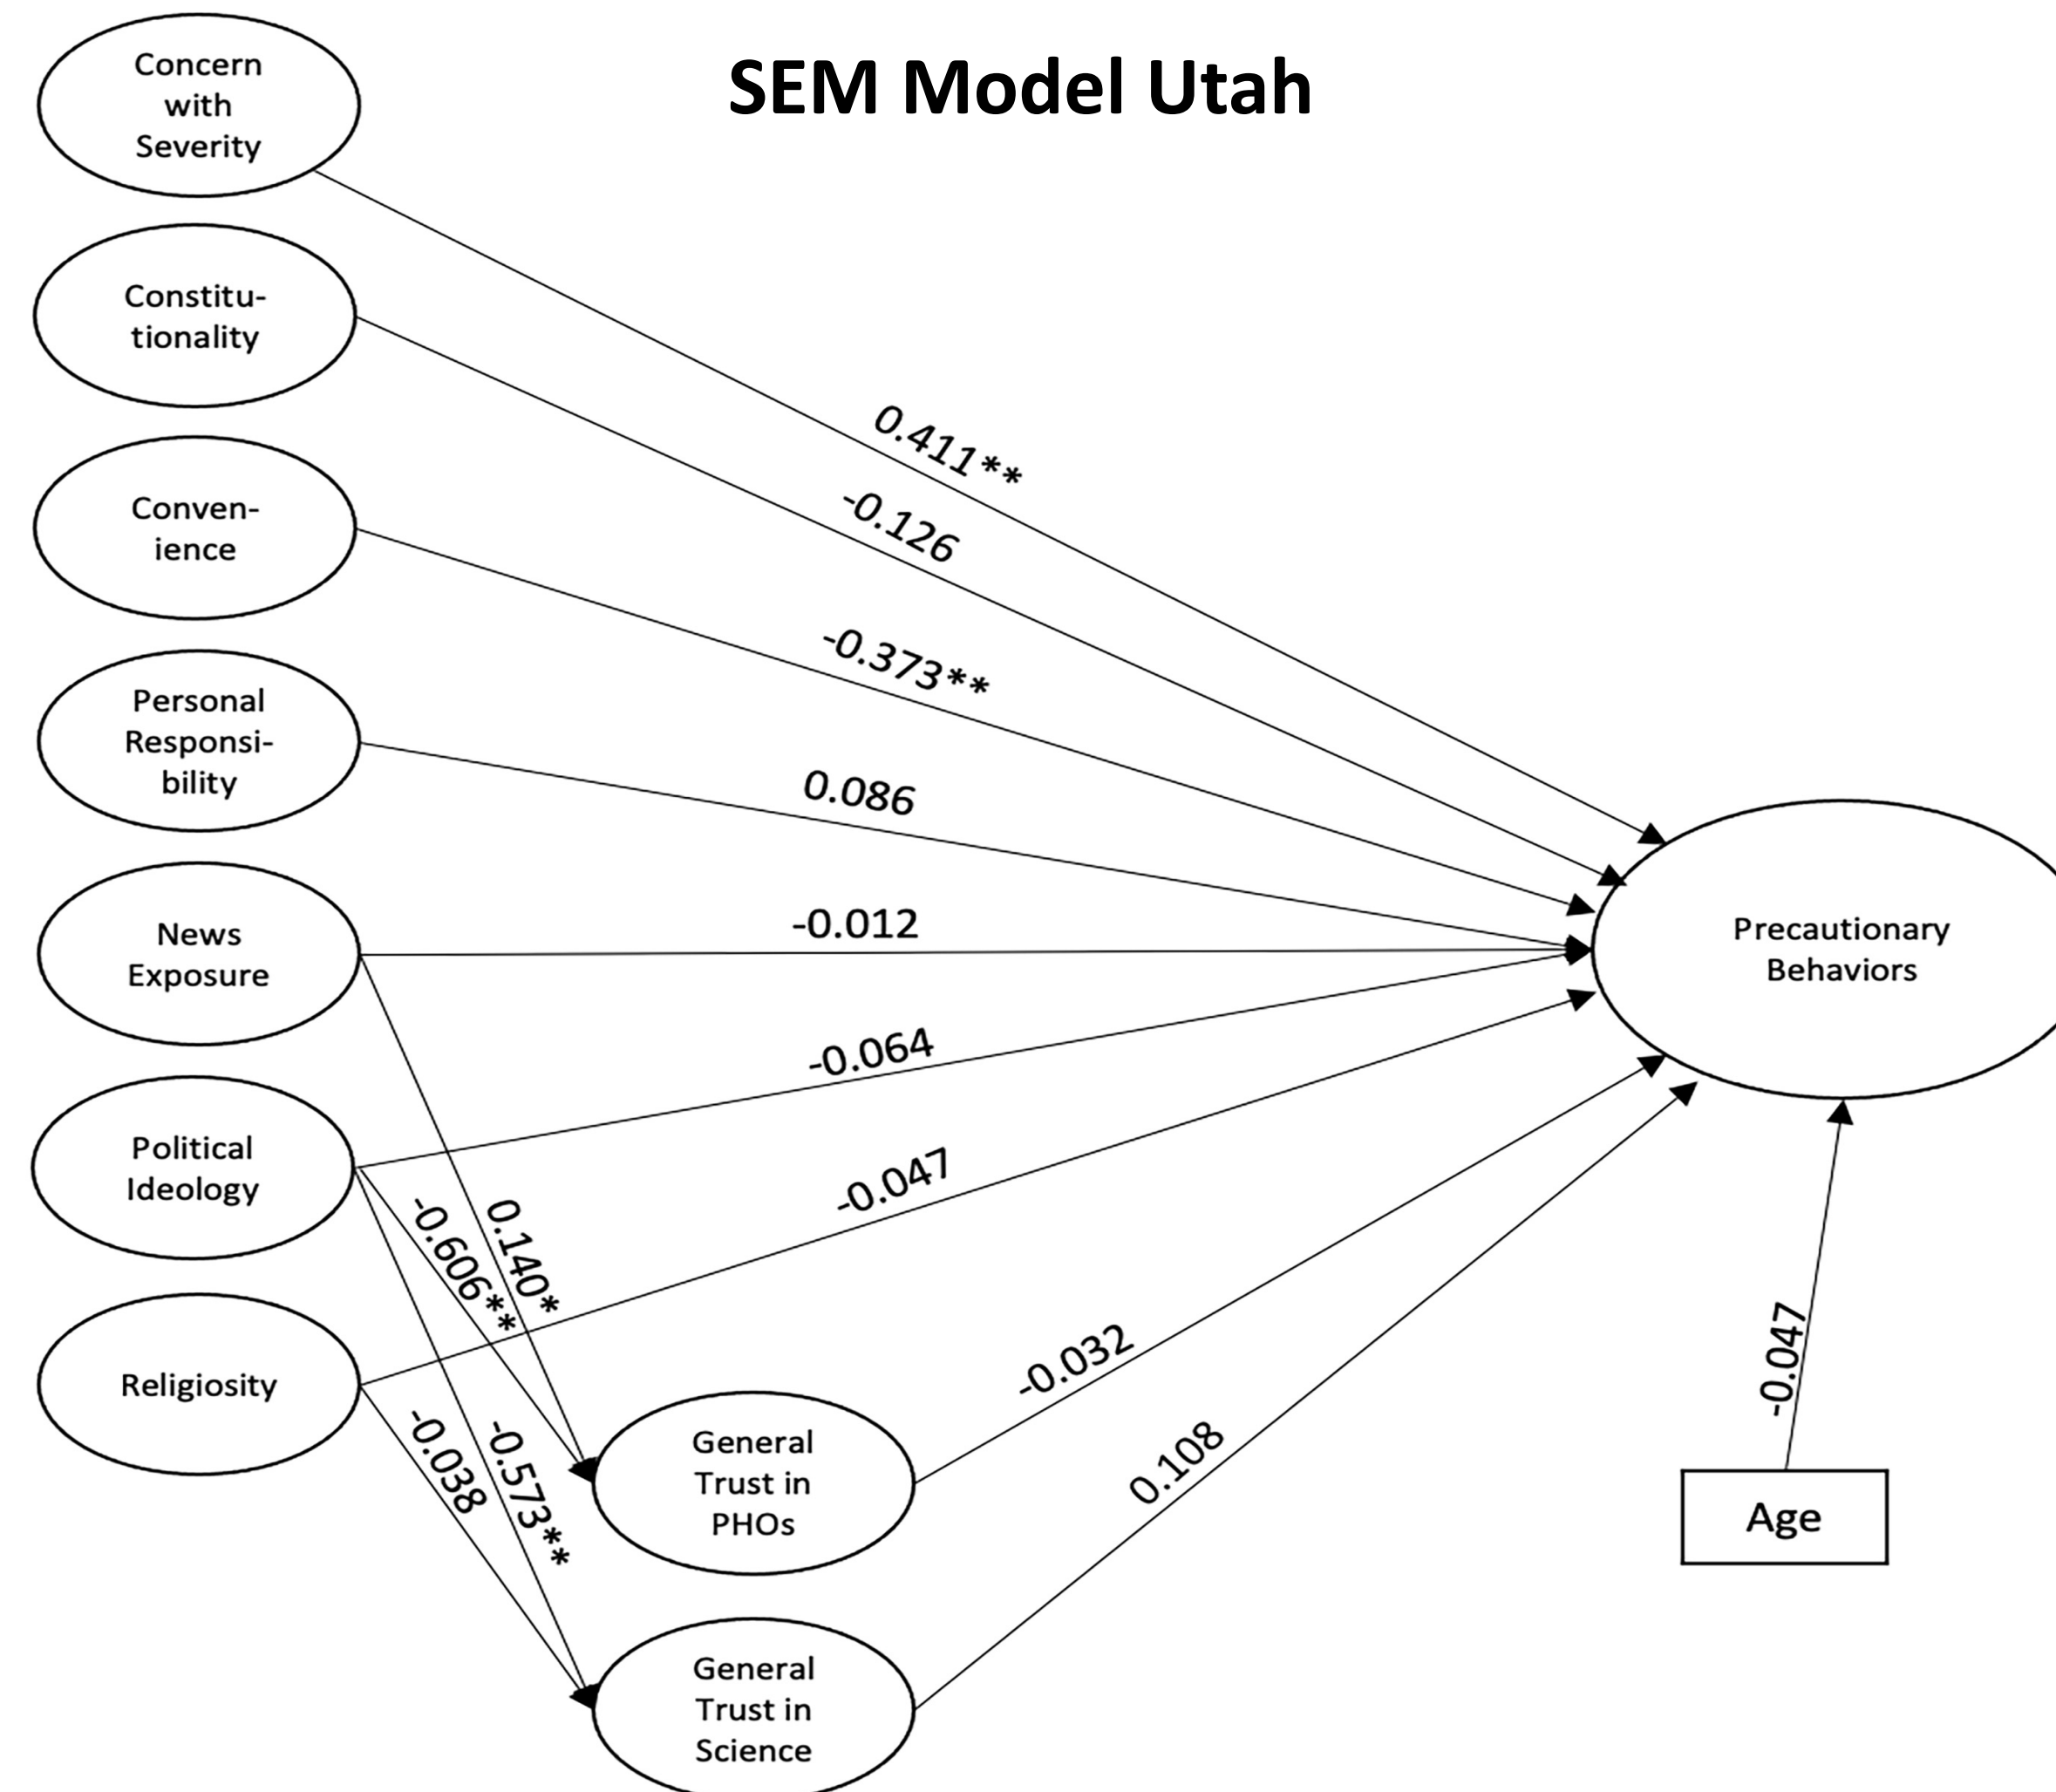 SEM Model Utah
Concern
with
Severity
Constitu-
tionality
Conven-
ience
Personal
Responsi-
bility
News
Exposure
Political
Ideology
Religiosity
0.411**
-0.126
-0.373**
0.086
-0.012
-0.064
-0.047
0.140*
-0.606**
-0.573**
-0.038
General
Trust in
PHOs
General
Trust in
Science
-0.032
0.108
Precautionary
Behaviors
-0.047
Age